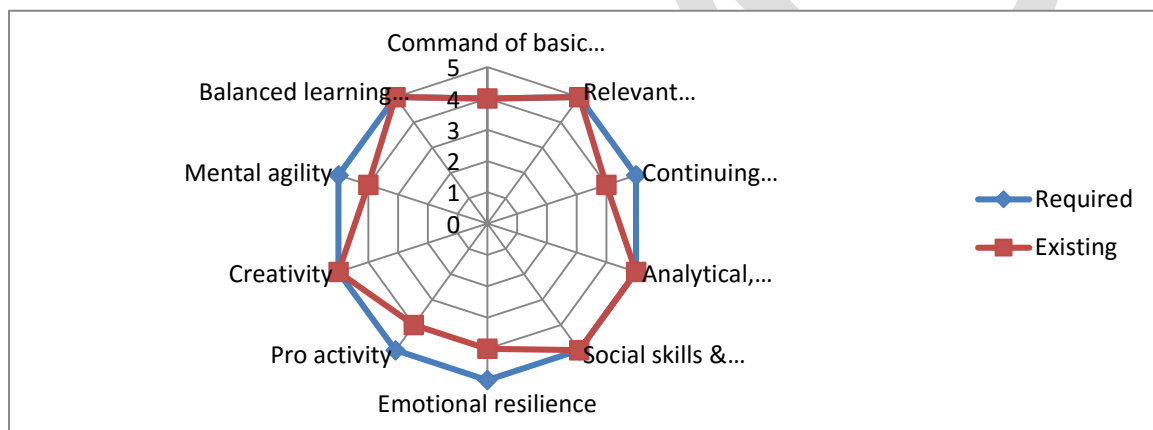 Command of basic…
5
Balanced learning…
4
Relevant…
3
Mental agility
2
Continuing…
1
0
Required
Existing
Creativity
Analytical,…
Pro activity
Social skills &…
Emotional resilience